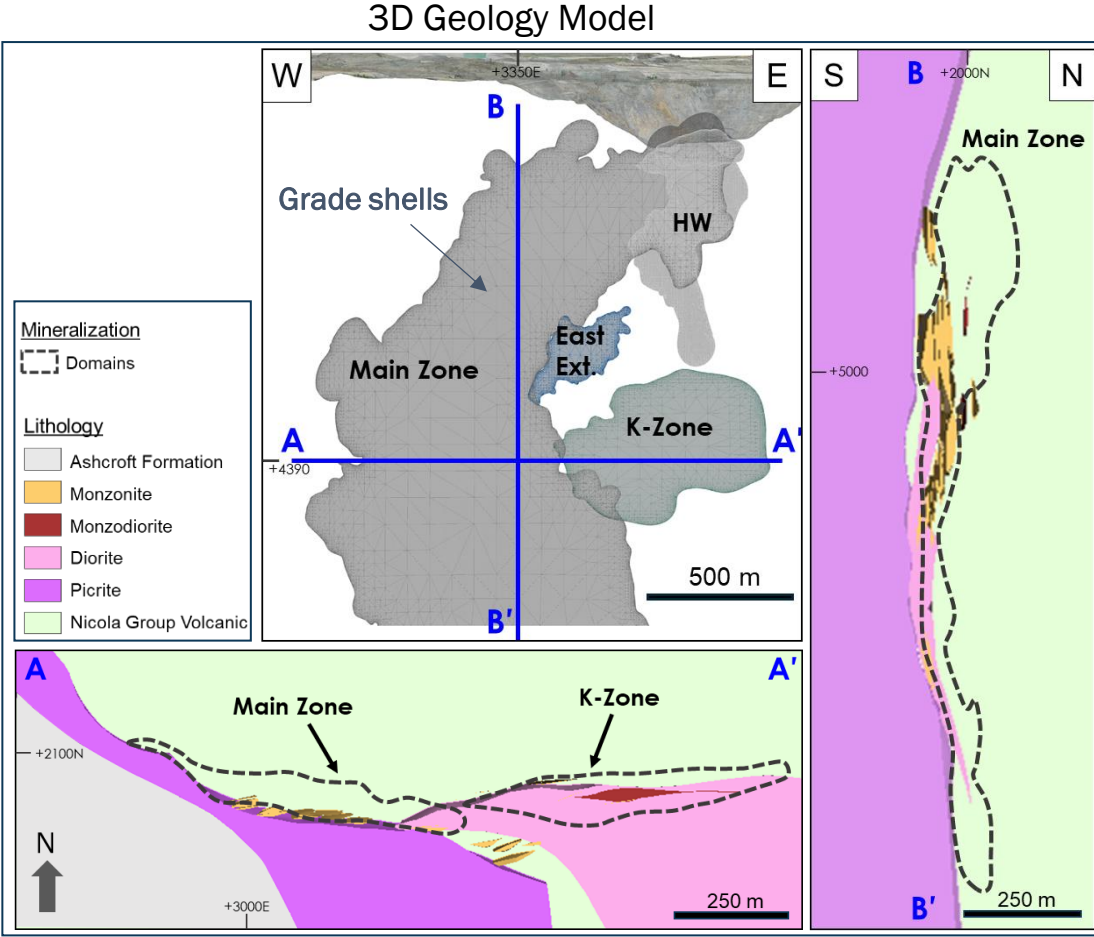 3D Geology Model
W
+3350E
E
B
Grade shells
HW
East
Ext.
Main Zone
K-Zone
A
A'
+4390
500 m
B'
S
B
+2000N
N
Main Zone
+5000
B'
250 m
Mineralization
Domains
Lithology
Ashcroft Formation
Monzonite
Monzodiorite
Diorite
Picrite
Nicola Group Volcanic
A
A'
Main Zone
K-Zone
+2100N
N
+3000E
250 m